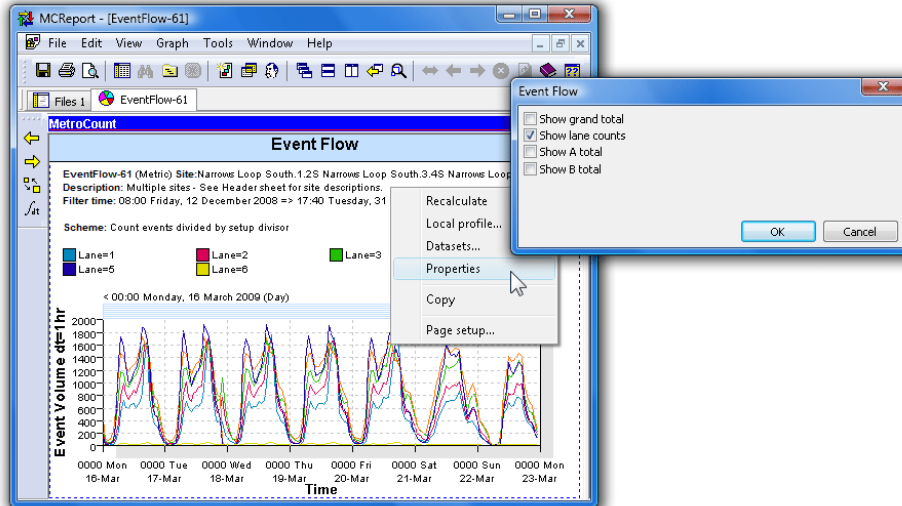 MCReport - [EventFlow-61]
File Edit View Graph Tools Window Help
Files 1 EventFlow-61
MetroCount
Event Flow
EventFlow-61 (Metric) Site:Narrows Loop South.1.2S Narrows Loop South.3.4S Narrows Loop
Description: Multiple sites - See Header sheet for site descriptions.
Filter time: 08:00 Friday, 12 December 2008 => 17:40 Tuesday, 31
Scheme: Count events divided by setup divisor
Lane=1 Lane=2 Lane=3
Lane=5 Lane=6
< 00:00 Monday, 16 March 2009 (Day)
Event Volume dt=1hr
2000
1800
1600
1400
1200
1000
800
600
400
200
0
0000 Mon 0000 Tue 0000 Wed 0000 Thu 0000 Fri 0000 Sat 0000 Sun 0000 Mon
16-Mar 17-Mar 18-Mar 19-Mar 20-Mar 21-Mar 22-Mar 23-Mar
Time
Recalculate
Local profile...
Datasets...
Properties
Copy
Page setup...
Event Flow
Show grand total
Show lane counts
Show A total
Show B total
OK Cancel